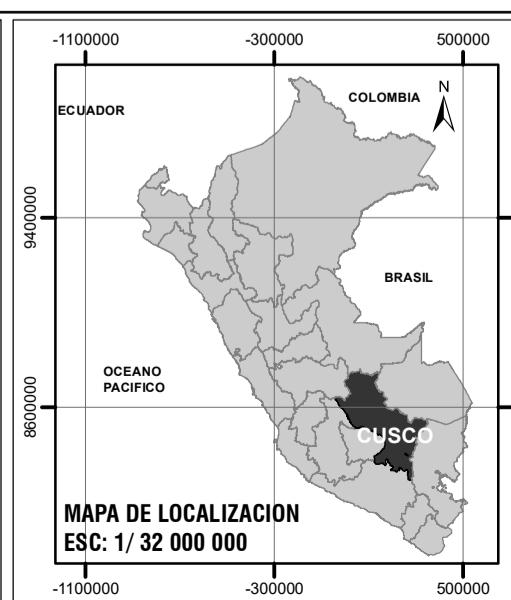 -1100000 -300000 500000
ECUADOR
COLOMBIA
N
9400000
BRASIL
OCEANO
PACIFICO
8600000
CUSCO
MAPA DE LOCALIZACION
ESC: 1/ 32 000 000
-1100000 -300000 500000